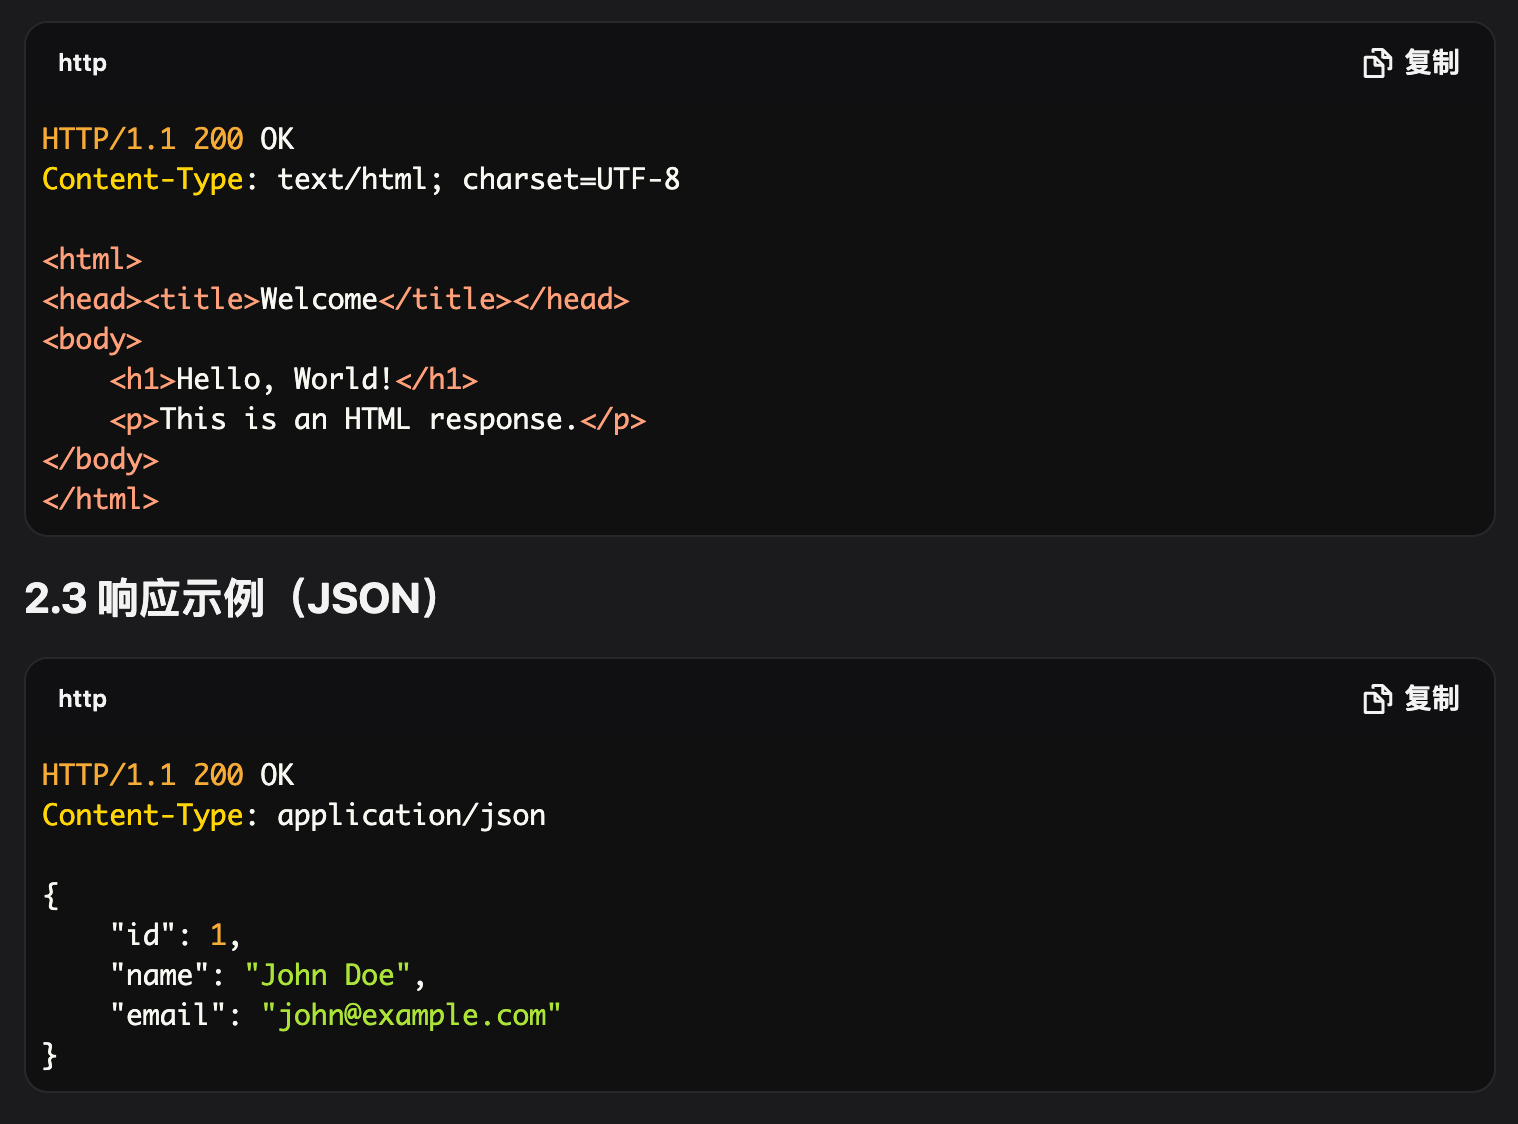 http
复制
HTTP/1.1 200 OK
Content-Type: text/html; charset=UTF-8

<html>
<head><title>Welcome</title></head>
<body>
    <h1>Hello, World!</h1>
    <p>This is an HTML response.</p>
</body>
</html>
2.3 响应示例（JSON）
http
复制
HTTP/1.1 200 OK
Content-Type: application/json

{
    "id": 1,
    "name": "John Doe",
    "email": "john@example.com"
}